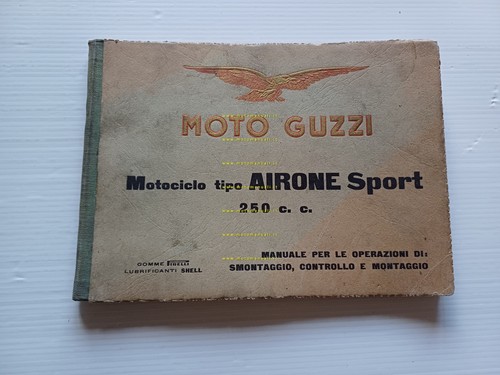 MOTO GUZZI
Motociclo tipo AIRONE Sport
250 c. c.
GOMME PIRELLI
LUBRIFICANTI SHELL
MANUALE PER LE OPERAZIONI DI:
SMONTAGGIO, CONTROLLO E MONTAGGIO